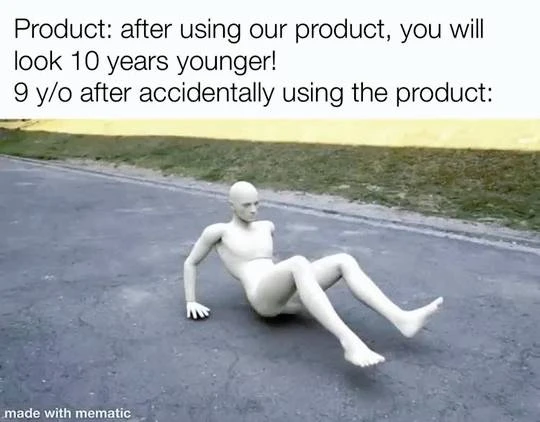 Product: after using our product, you will
look 10 years younger!
9 y/o after accidentally using the product:
made with mematic